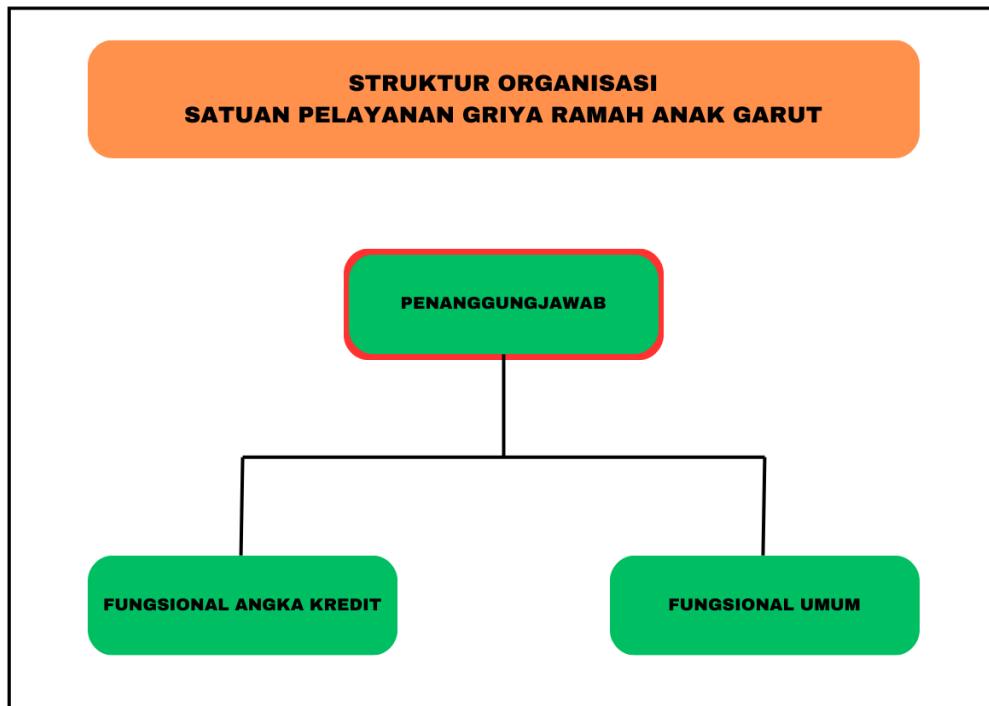 STRUKTUR ORGANISASI
SATUAN PELAYANAN GRIYA RAMAH ANAK GARUT
PENANGGUNGJAWAB
FUNGSIONAL ANGKA KREDIT
FUNGSIONAL UMUM